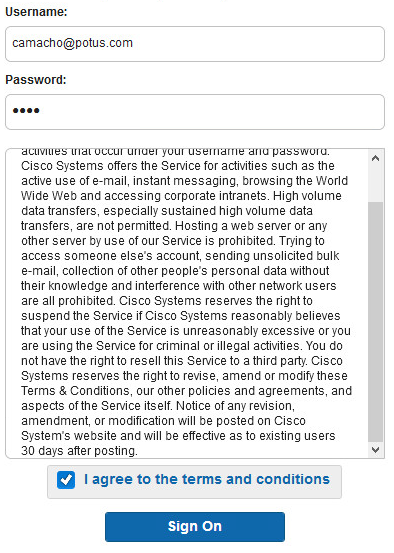 Username:
camacho@potus.com
Password:
••••
activities that occur under your username and password.
Cisco Systems offers the Service for activities such as the
active use of e-mail, instant messaging, browsing the World
Wide Web and accessing corporate intranets. High volume
data transfers, especially sustained high volume data
transfers, are not permitted. Hosting a web server or any
other server by use of our Service is prohibited. Trying to
access someone else's account, sending unsolicited bulk
e-mail, collection of other people's personal data without
their knowledge and interference with other network users
are all prohibited. Cisco Systems reserves the right to
suspend the Service if Cisco Systems reasonably believes
that your use of the Service is unreasonably excessive or you
are using the Service for criminal or illegal activities. You do
not have the right to resell this Service to a third party. Cisco
Systems reserves the right to revise, amend or modify these
Terms & Conditions, our other policies and agreements, and
aspects of the Service itself. Notice of any revision,
amendment, or modification will be posted on Cisco
System's website and will be effective as to existing users
30 days after posting.
I agree to the terms and conditions
Sign On